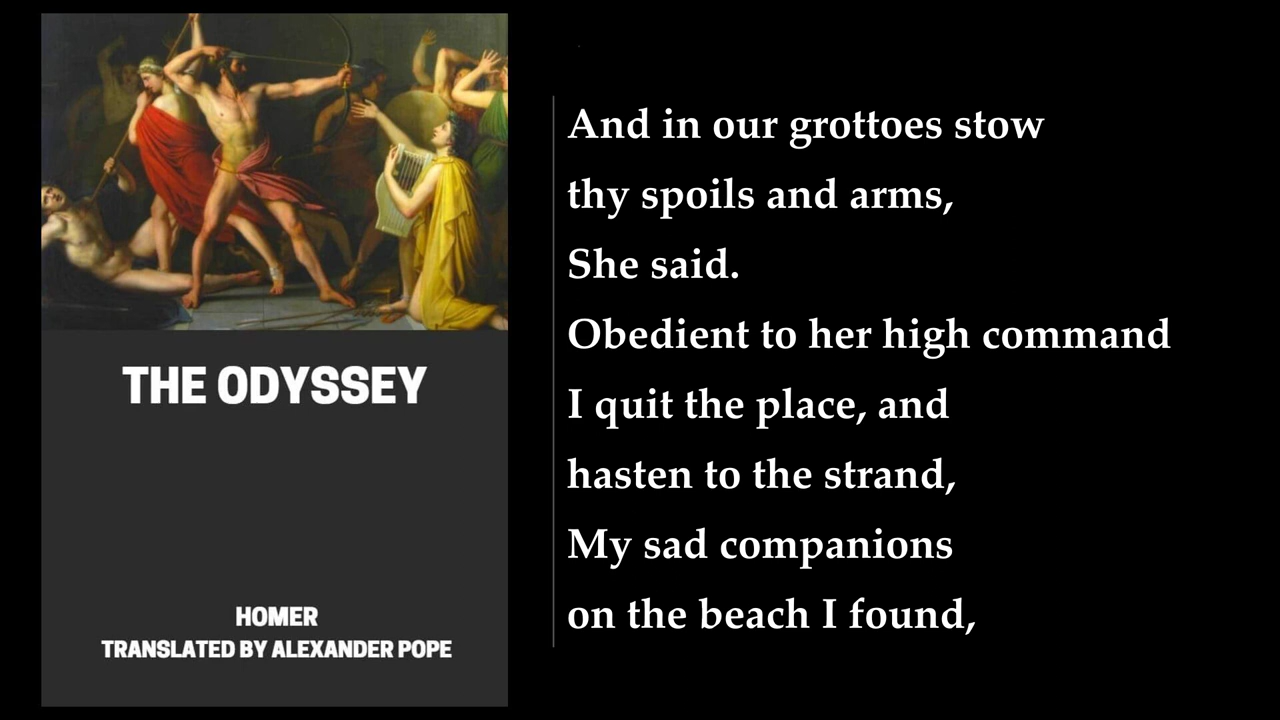 THE ODYSSEY
HOMER
TRANSLATED BY ALEXANDER POPE
And in our grottoes stow
thy spoils and arms,
She said.
Obedient to her high command
I quit the place, and
hasten to the strand,
My sad companions
on the beach I found,